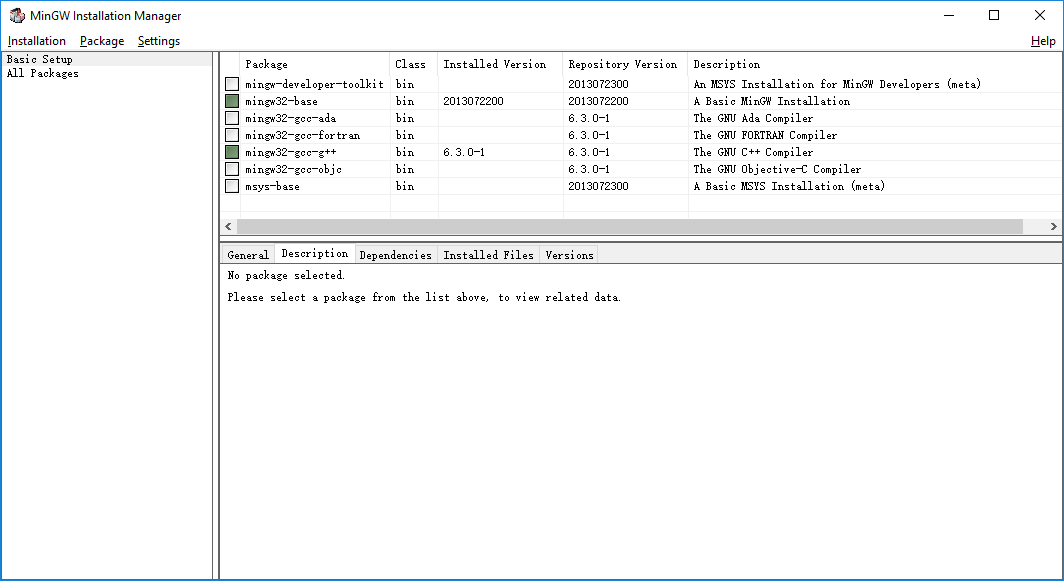 MinGW Installation Manager
Installation Package Settings Help
Basic Setup
All Packages
Package Class Installed Version Repository Version Description
mingw-developer-toolkit bin 2013072300 An MSYS Installation for MinGW Developers (meta)
mingw32-base bin 2013072200 2013072200 A Basic MinGW Installation
mingw32-gcc-ada bin 6.3.0-1 The GNU Ada Compiler
mingw32-gcc-fortran bin 6.3.0-1 The GNU FORTRAN Compiler
mingw32-gcc-g++ bin 6.3.0-1 6.3.0-1 The GNU C++ Compiler
mingw32-gcc-objc bin 6.3.0-1 The GNU Objective-C Compiler
msys-base bin 2013072300 A Basic MSYS Installation (meta)
General Description Dependencies Installed Files Versions
No package selected.
Please select a package from the list above, to view related data.